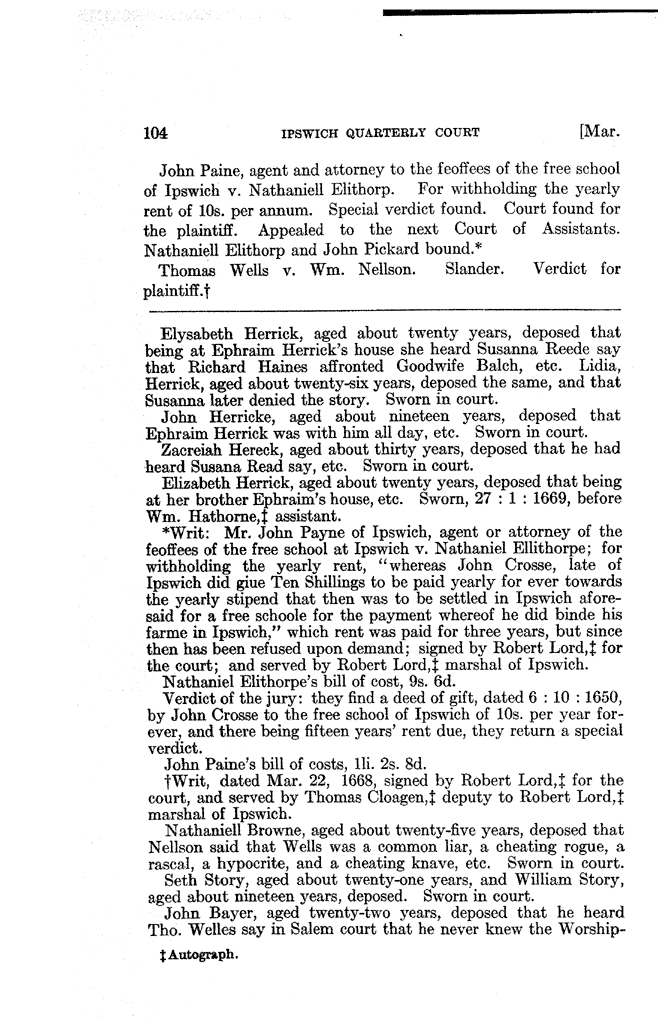 104 IPSWICH QUARTERLY COURT [Mar.
John Paine, agent and attorney to the feoffees of the free school
of Ipswich v. Nathaniell Elithorp. For withholding the yearly
rent of 10s. per annum. Special verdict found. Court found for
the plaintiff. Appealed to the next Court of Assistants.
Nathaniell Elithorp and John Pickard bound.*
Thomas Wells v. Wm. Nellson. Slander. Verdict for
plaintiff.†
Elysabeth Herrick, aged about twenty years, deposed that
being at Ephraim Herrick's house she heard Susanna Reede say
that Richard Haines affronted Goodwife Balch, etc. Lidia,
Herrick, aged about twenty-six years, deposed the same, and that
Susanna later denied the story. Sworn in court.
John Herricke, aged about nineteen years, deposed that
Ephraim Herrick was with him all day, etc. Sworn in court.
Zacreiah Hereck, aged about thirty years, deposed that he had
heard Susana Read say, etc. Sworn in court.
Elizabeth Herrick, aged about twenty years, deposed that being
at her brother Ephraim's house, etc. Sworn, 27 : 1 : 1669, before
Wm. Hathorne,‡ assistant.
*Writ: Mr. John Payne of Ipswich, agent or attorney of the
feoffees of the free school at Ipswich v. Nathaniel Ellithorpe; for
withholding the yearly rent, "whereas John Crosse, late of
Ipswich did giue Ten Shillings to be paid yearly for ever towards
the yearly stipend that then was to be settled in Ipswich afore-
said for a free schoole for the payment whereof he did binde his
farme in Ipswich," which rent was paid for three years, but since
then has been refused upon demand; signed by Robert Lord,‡ for
the court; and served by Robert Lord,‡ marshal of Ipswich.
Nathaniel Elithorpe's bill of cost, 9s. 6d.
Verdict of the jury: they find a deed of gift, dated 6 : 10 : 1650,
by John Crosse to the free school of Ipswich of 10s. per year for-
ever, and there being fifteen years' rent due, they return a special
verdict.
John Paine's bill of costs, 1li. 2s. 8d.
†Writ, dated Mar. 22, 1668, signed by Robert Lord,‡ for the
court, and served by Thomas Cloagen,‡ deputy to Robert Lord,‡
marshal of Ipswich.
Nathaniell Browne, aged about twenty-five years, deposed that
Nellson said that Wells was a common liar, a cheating rogue, a
rascal, a hypocrite, and a cheating knave, etc. Sworn in court.
Seth Story, aged about twenty-one years, and William Story,
aged about nineteen years, deposed. Sworn in court.
John Bayer, aged twenty-two years, deposed that he heard
Tho. Welles say in Salem court that he never knew the Worship-
‡Autograph.